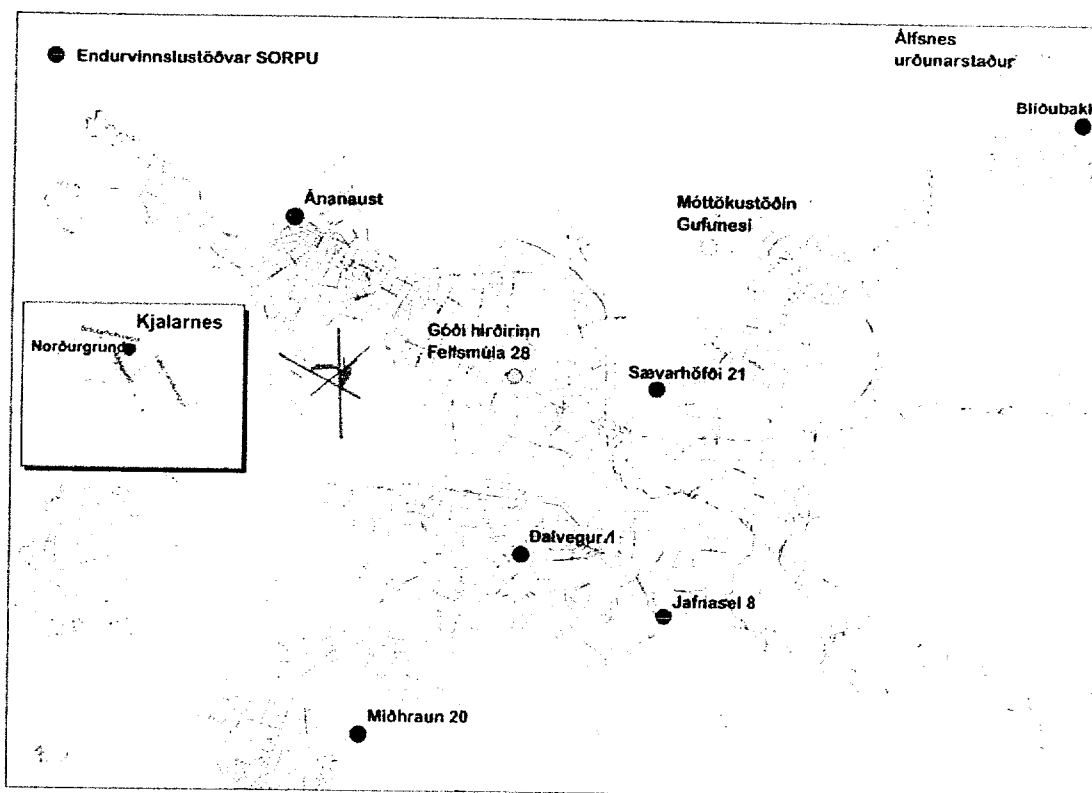 Endurvinnslustöðvar SORPU
Álfsnes
urðunarstaður
Blíðubakk
Ánanaust
Móttökustöðin
Gufunesi
Kjalarnes
Norðurgrund
Góði hirðirinn
Fellsmúla 28
Sævarhöfði 21
Dalvegur 1
Jafnasel 8
Miðhraun 20